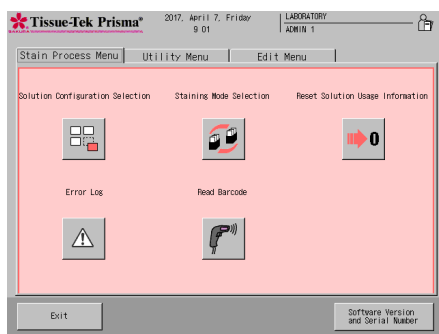 Tissue-Tek Prisma®
2017, April 7, Friday
9 01
LABORATORY
ADMIN 1
SAKURA
Stain Process Menu
Utility Menu
Edit Menu
Solution Configuration Selection
Staining Mode Selection
Reset Solution Usage Information
0
Error Log
Read Barcode
Exit
Software Version
and Serial Number